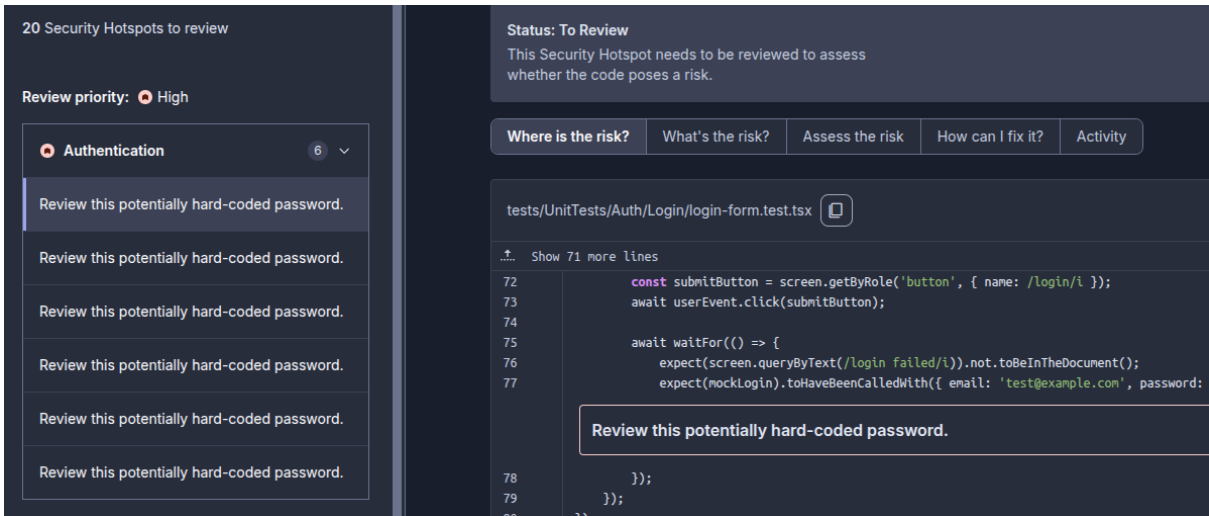 20 Security Hotspots to review
Review priority: High
Authentication 6
Review this potentially hard-coded password.
Review this potentially hard-coded password.
Review this potentially hard-coded password.
Review this potentially hard-coded password.
Review this potentially hard-coded password.
Review this potentially hard-coded password.
Status: To Review
This Security Hotspot needs to be reviewed to assess
whether the code poses a risk.
Where is the risk? What's the risk? Assess the risk How can I fix it? Activity
tests/UnitTests/Auth/Login/login-form.test.tsx
Show 71 more lines
72 const submitButton = screen.getByRole('button', { name: /login/i });
73 await userEvent.click(submitButton);
74
75 await waitFor(() => {
76 expect(screen.queryByText(/login failed/i)).not.toBeInTheDocument();
77 expect(mockLogin).toHaveBeenCalledWith({ email: 'test@example.com', password:
Review this potentially hard-coded password.
78 });
79 });